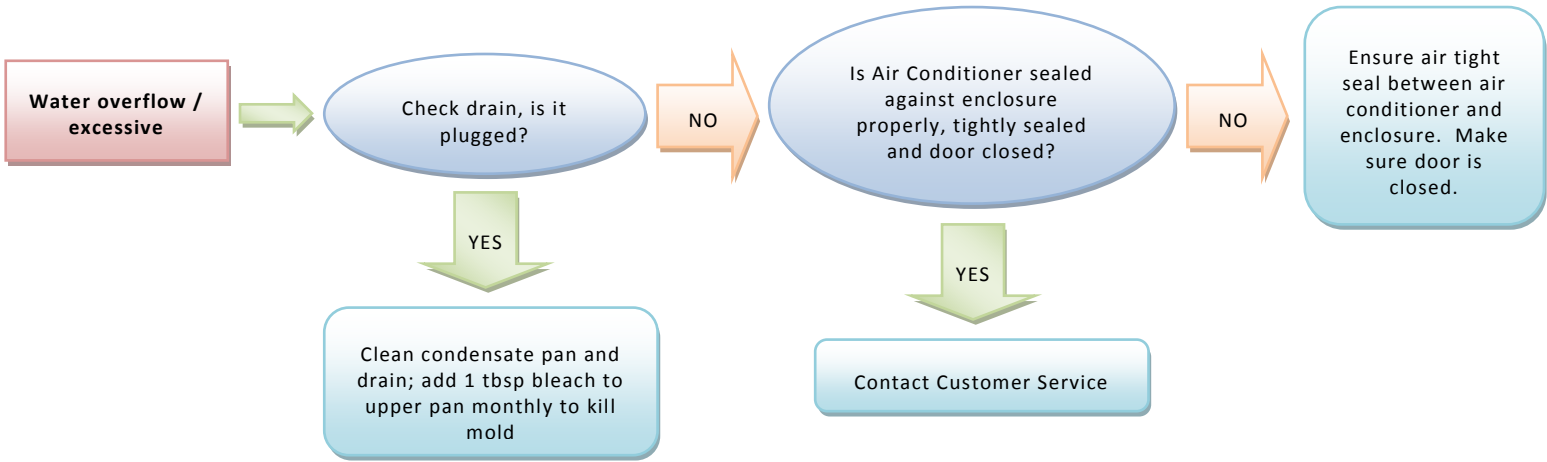 Water overflow /
excessive
Check drain, is it
plugged?
NO
Is Air Conditioner sealed
against enclosure
properly, tightly sealed
and door closed?
NO
Ensure air tight
seal between air
conditioner and
enclosure.  Make
sure door is
closed.
YES
YES
Clean condensate pan and
drain; add 1 tbsp bleach to
upper pan monthly to kill
mold
Contact Customer Service